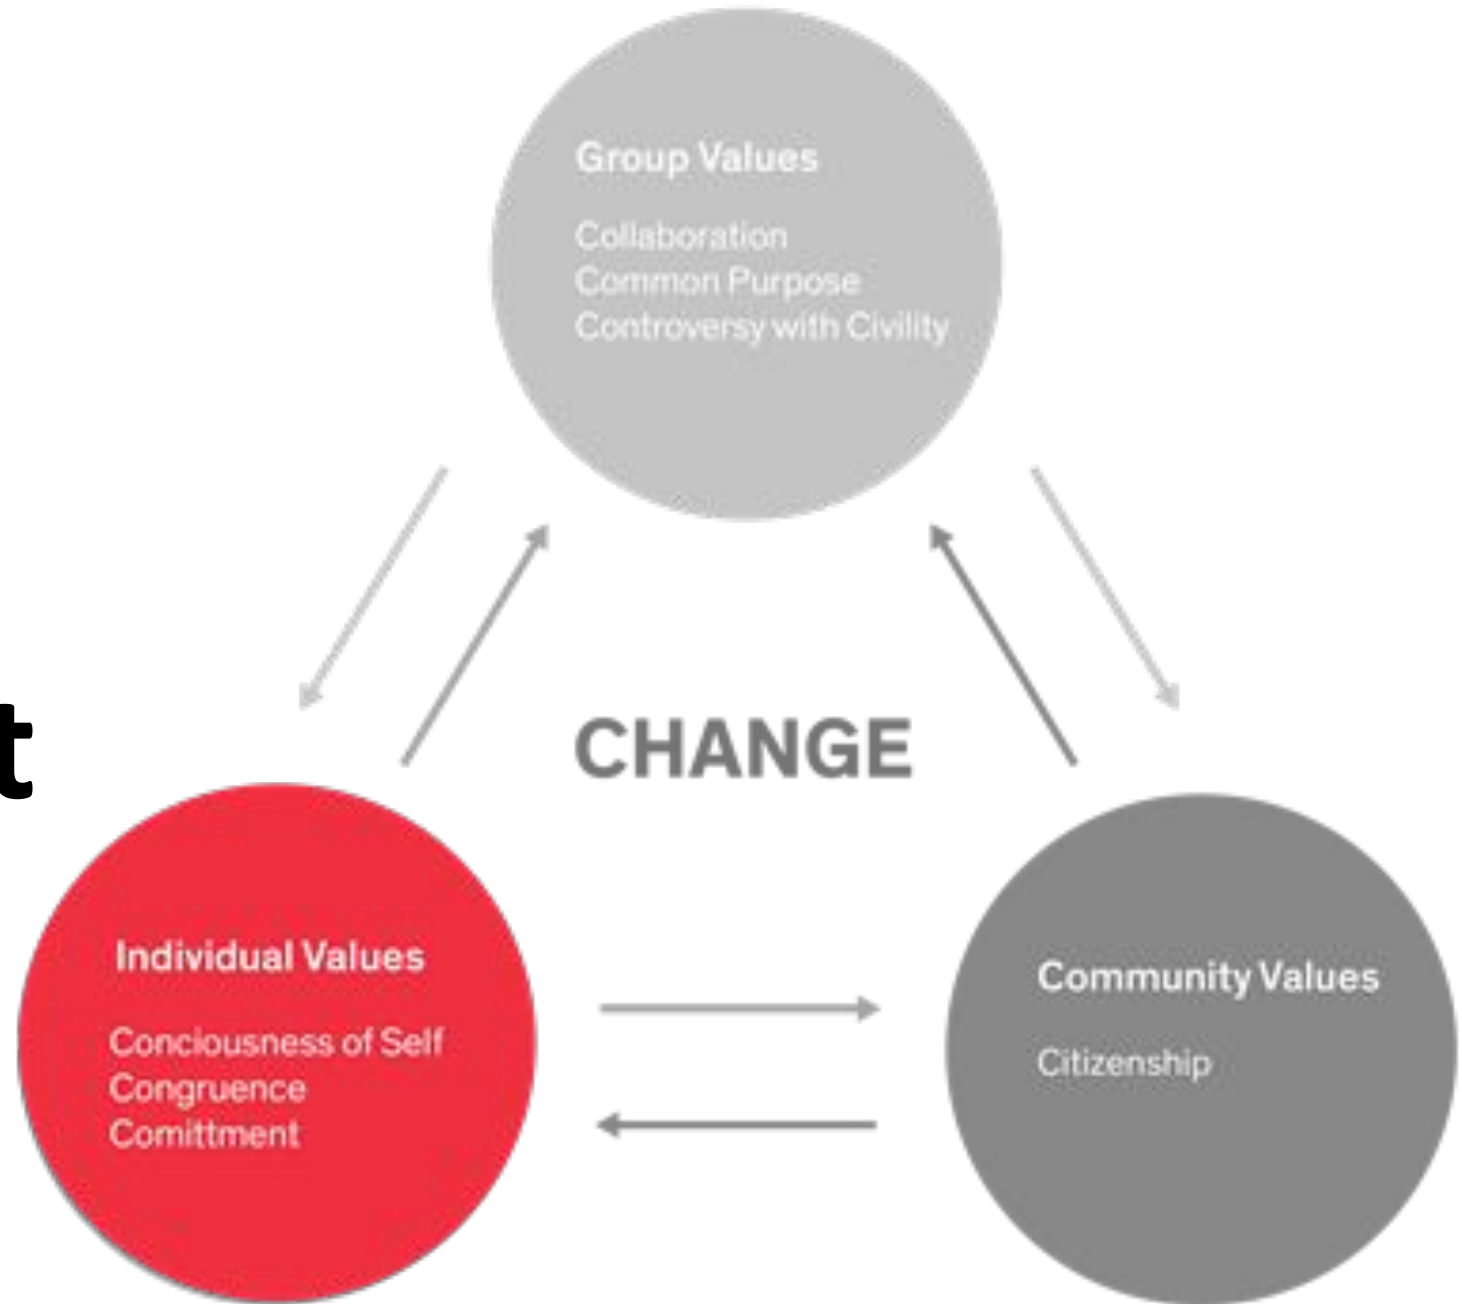 Group Values
Collaboration
Common Purpose
Controversy with Civility
t
CHANGE
Individual Values
Conciousness of Self
Congruence
Comittment
Community Values
Citizenship